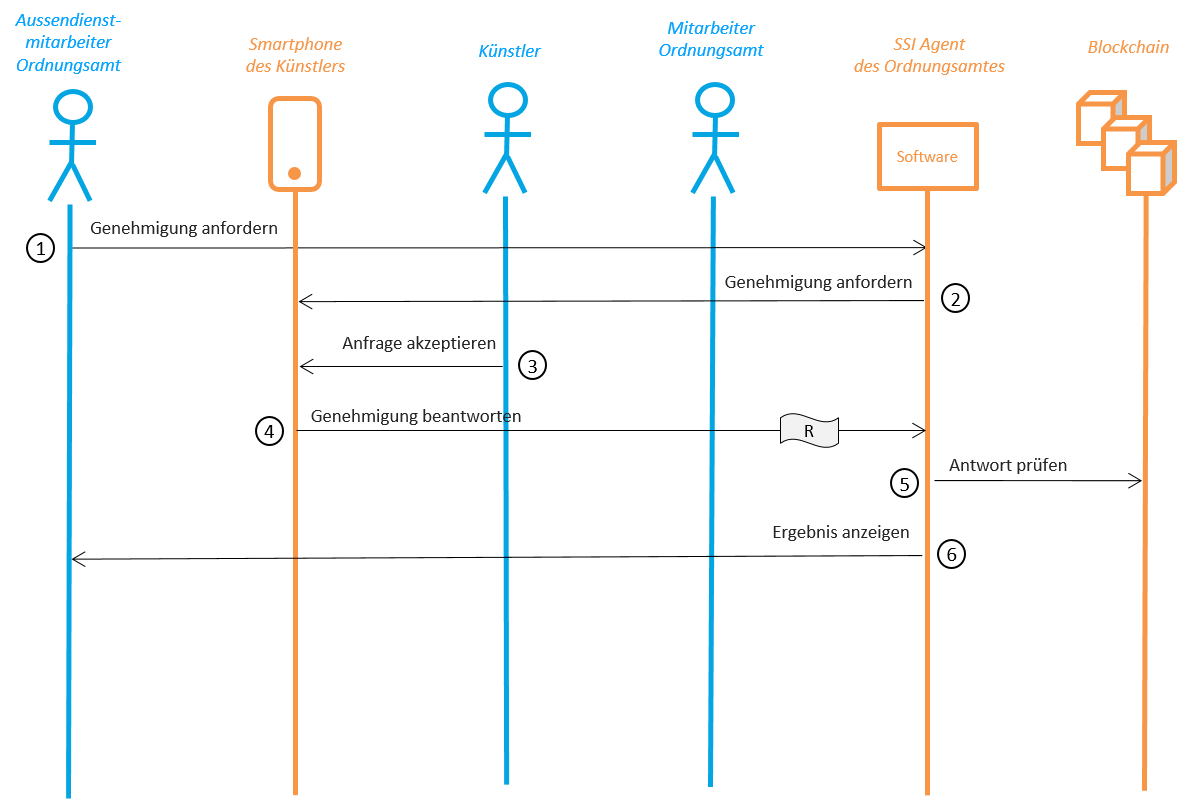 Aussendienst-
mitarbeiter
Ordnungsamt
Smartphone
des Künstlers
Künstler
Mitarbeiter
Ordnungsamt
SSI Agent
des Ordnungsamtes
Blockchain
Software
Genehmigung anfordern
1
Genehmigung anfordern
2
Anfrage akzeptieren
3
Genehmigung beantworten
4
R
Antwort prüfen
5
Ergebnis anzeigen
6